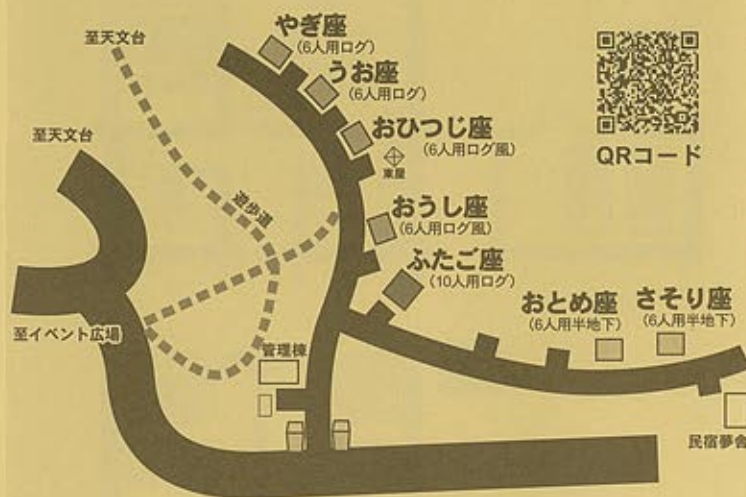 至天文台
やぎ座
(6人用ログ)
うお座
(6人用ログ)
おひつじ座
(6人用ログ風)
東屋
QRコード
至天文台
遊歩道
おうし座
(6人用ログ風)
ふたご座
(10人用ログ)
おとめ座
(6人用半地下)
さそり座
(6人用半地下)
至イベント広場
管理棟
民宿夢舎